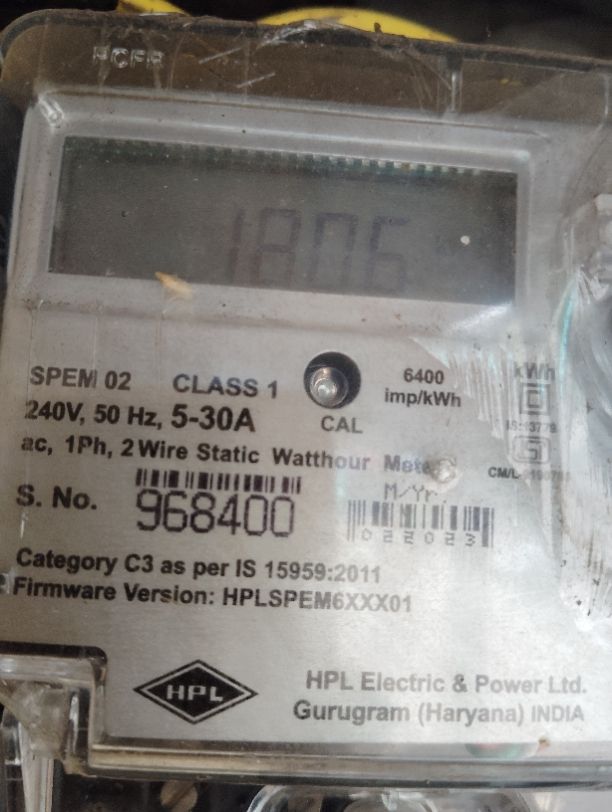 1806
SPEM 02 CLASS 1
6400
imp/kWh
kWh
240V, 50 Hz, 5-30A
CAL
ac, 1Ph, 2 Wire Static Watthour
CM/L
S. No. 968400
M/Yr.
022023
Category C3 as per IS 15959:2011
Firmware Version: HPLSPEM6XXX01
HPL
HPL Electric & Power Ltd.
Gurugram (Haryana) INDIA